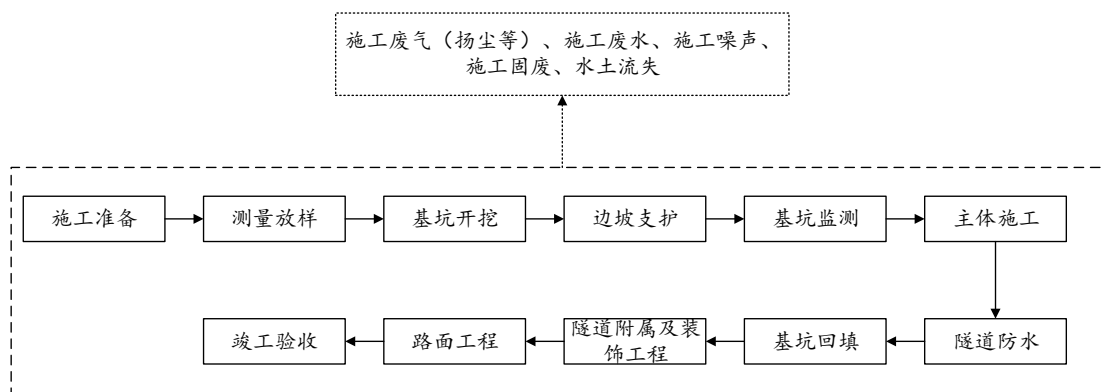 施工废气（扬尘等）、施工废水、施工噪声、
施工固废、水土流失
施工准备
测量放样
基坑开挖
边坡支护
基坑监测
主体施工
竣工验收
路面工程
隧道附属及装
饰工程
基坑回填
隧道防水